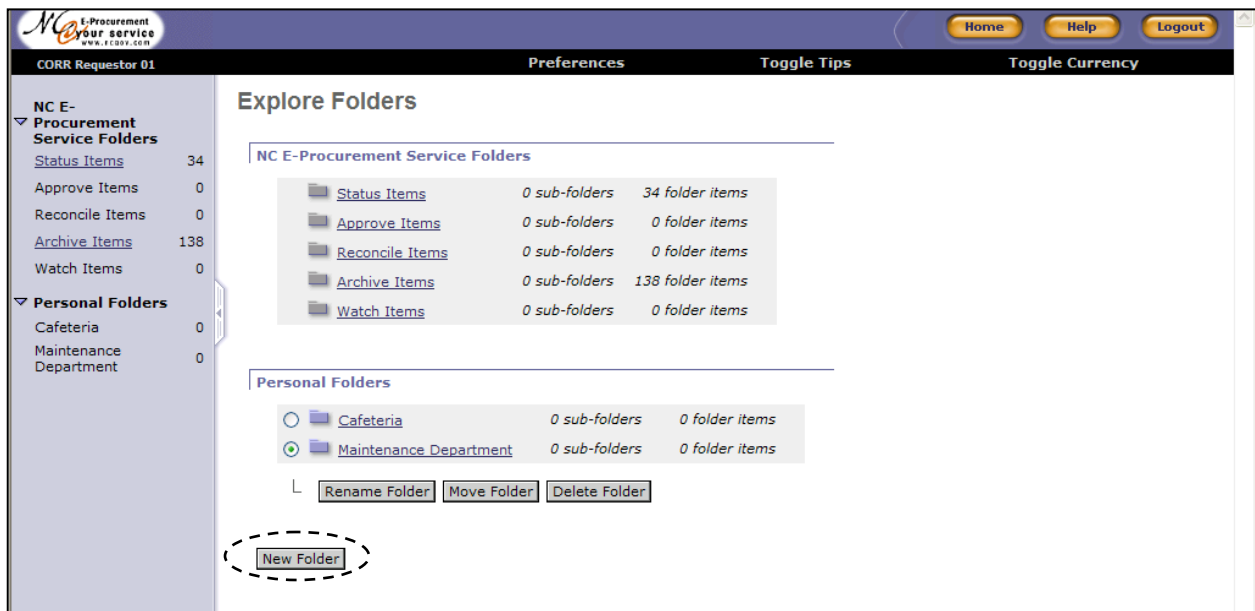 NC E-Procurement
@your service
www.ncgov.com
Home Help Logout
CORR Requestor 01 Preferences Toggle Tips Toggle Currency
NC E-
Procurement
Service Folders
Status Items 34
Approve Items 0
Reconcile Items 0
Archive Items 138
Watch Items 0
Personal Folders
Cafeteria 0
Maintenance
Department 0
Explore Folders
NC E-Procurement Service Folders
Status Items 0 sub-folders 34 folder items
Approve Items 0 sub-folders 0 folder items
Reconcile Items 0 sub-folders 0 folder items
Archive Items 0 sub-folders 138 folder items
Watch Items 0 sub-folders 0 folder items
Personal Folders
Cafeteria 0 sub-folders 0 folder items
Maintenance Department 0 sub-folders 0 folder items
Rename Folder Move Folder Delete Folder
New Folder